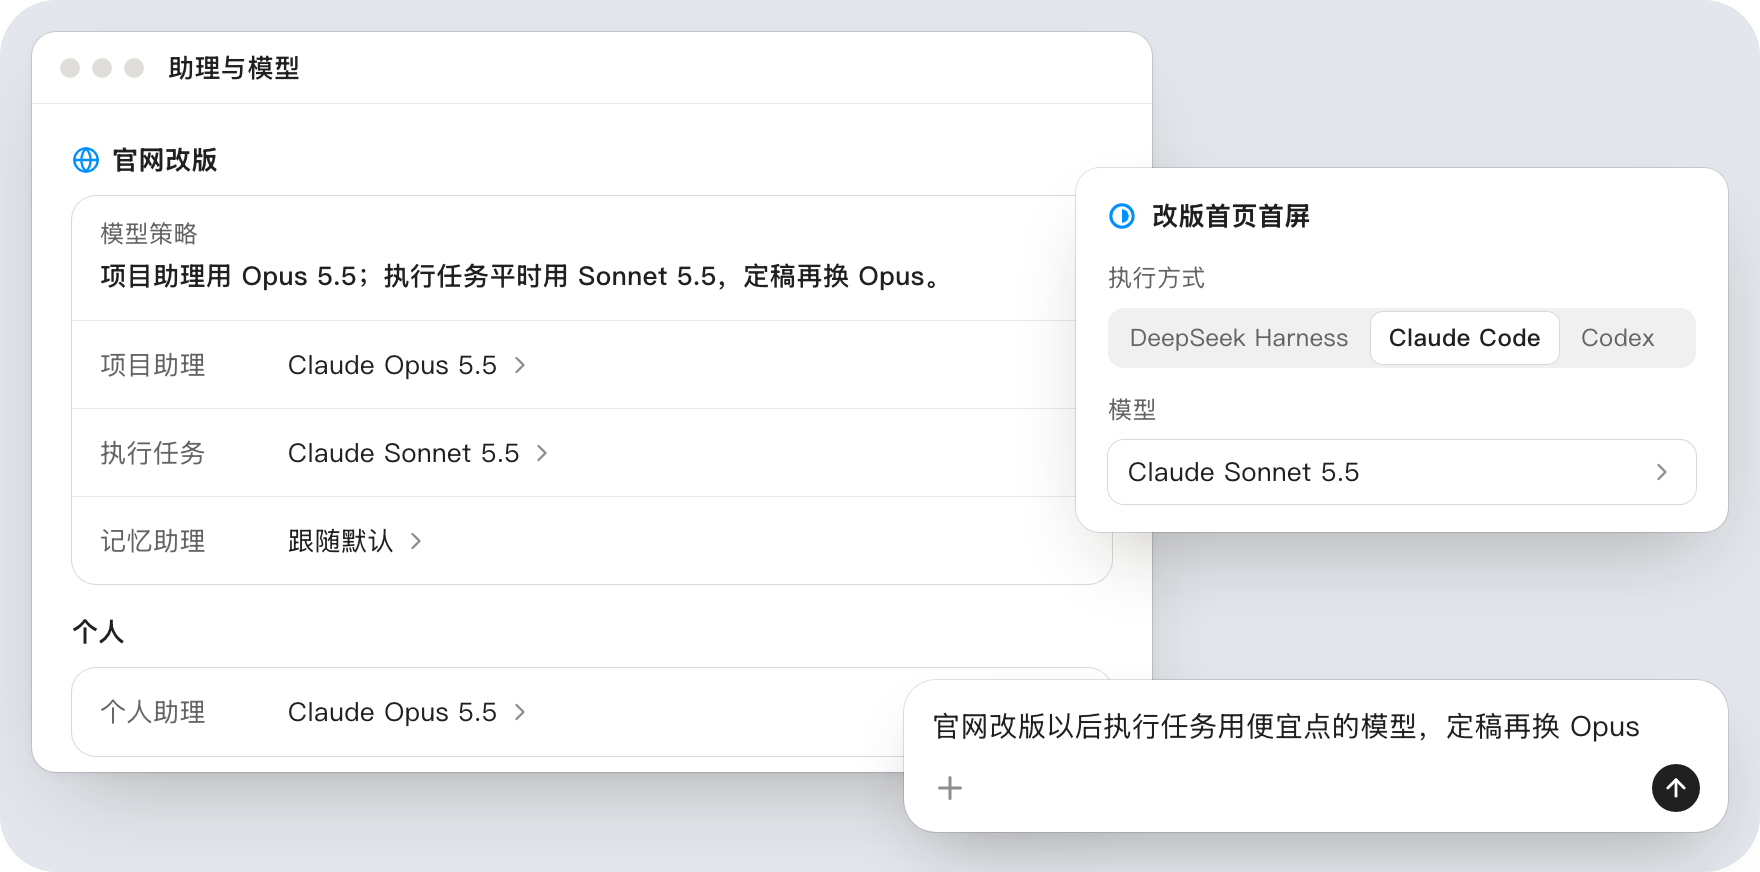 助理与模型
官网改版
模型策略
项目助理用 Opus 5.5；执行任务平时用 Sonnet 5.5，定稿再换 Opus。
项目助理
Claude Opus 5.5
执行任务
Claude Sonnet 5.5
记忆助理
跟随默认
个人
个人助理
Claude Opus 5.5
改版首页首屏
执行方式
DeepSeek Harness
Claude Code
Codex
模型
Claude Sonnet 5.5
官网改版以后执行任务用便宜点的模型，定稿再换 Opus